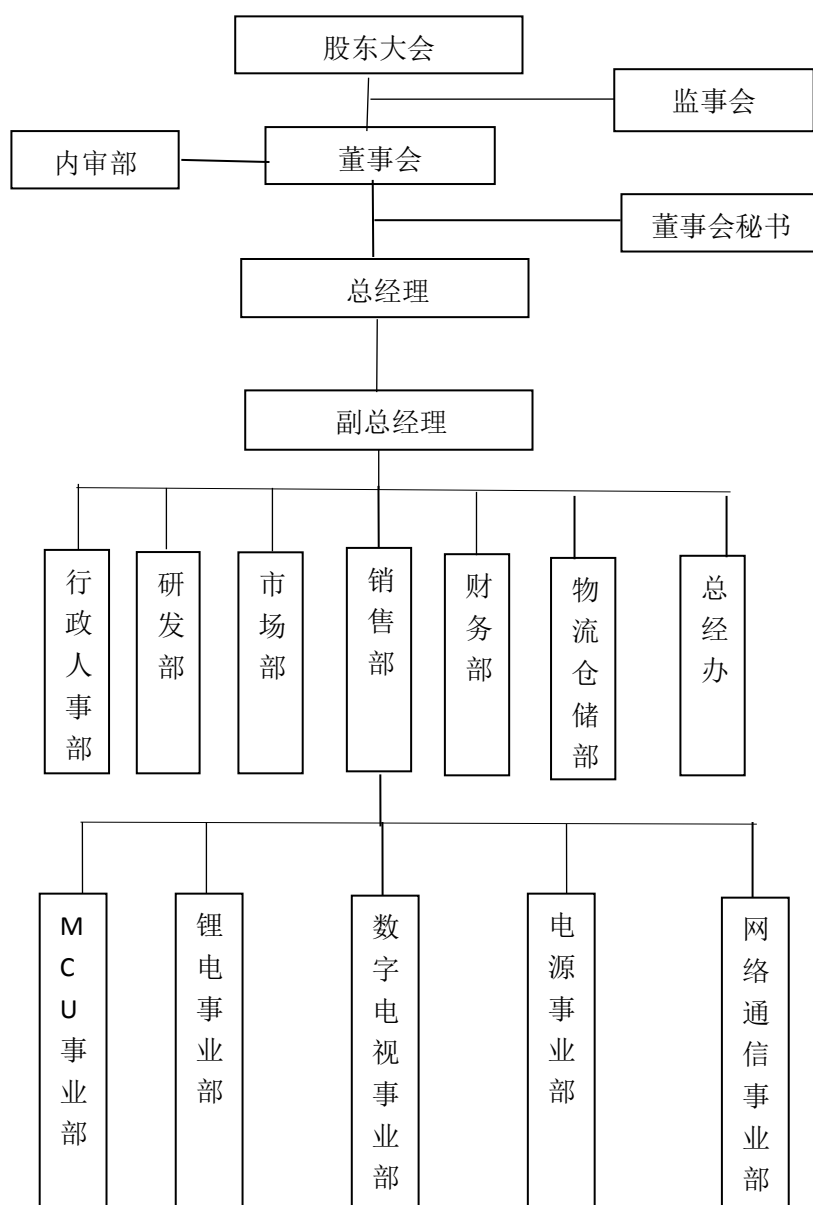 股东大会
监事会
内审部
董事会
董事会秘书
总经理
副总经理
行政人事部
研发部
市场部
销售部
财务部
物流仓储部
总经办
MCU事业部
锂电事业部
数字电视事业部
电源事业部
网络通信事业部